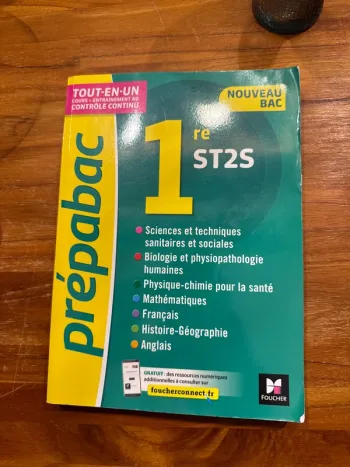 TOUT-EN-UN
COURS + ENTRAÎNEMENT AU
CONTRÔLE CONTINU
NOUVEAU
BAC
prépabac
1re
ST2S
Sciences et techniques
sanitaires et sociales
Biologie et physiopathologie
humaines
Physique-chimie pour la santé
Mathématiques
Français
Histoire-Géographie
Anglais
GRATUIT : des ressources numériques
additionnelles à consulter sur
foucherconnect.fr
FOUCHER